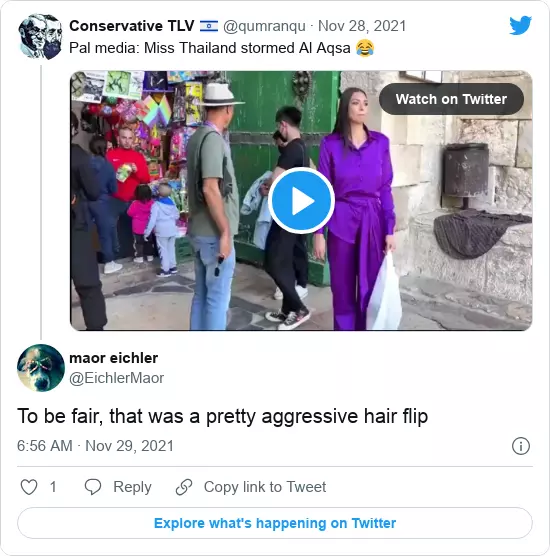 Conservative TLV 🇮🇱 @qumranqu · Nov 28, 2021
Pal media: Miss Thailand stormed Al Aqsa 😂
Watch on Twitter
maor eichler
@EichlerMaor
To be fair, that was a pretty aggressive hair flip
6:56 AM · Nov 29, 2021
1 Reply Copy link to Tweet
Explore what's happening on Twitter